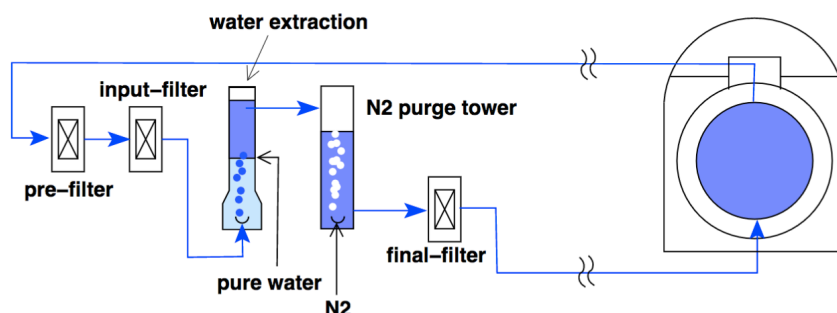 water extraction
input–filter
N2 purge tower
pre–filter
final–filter
pure water
N2